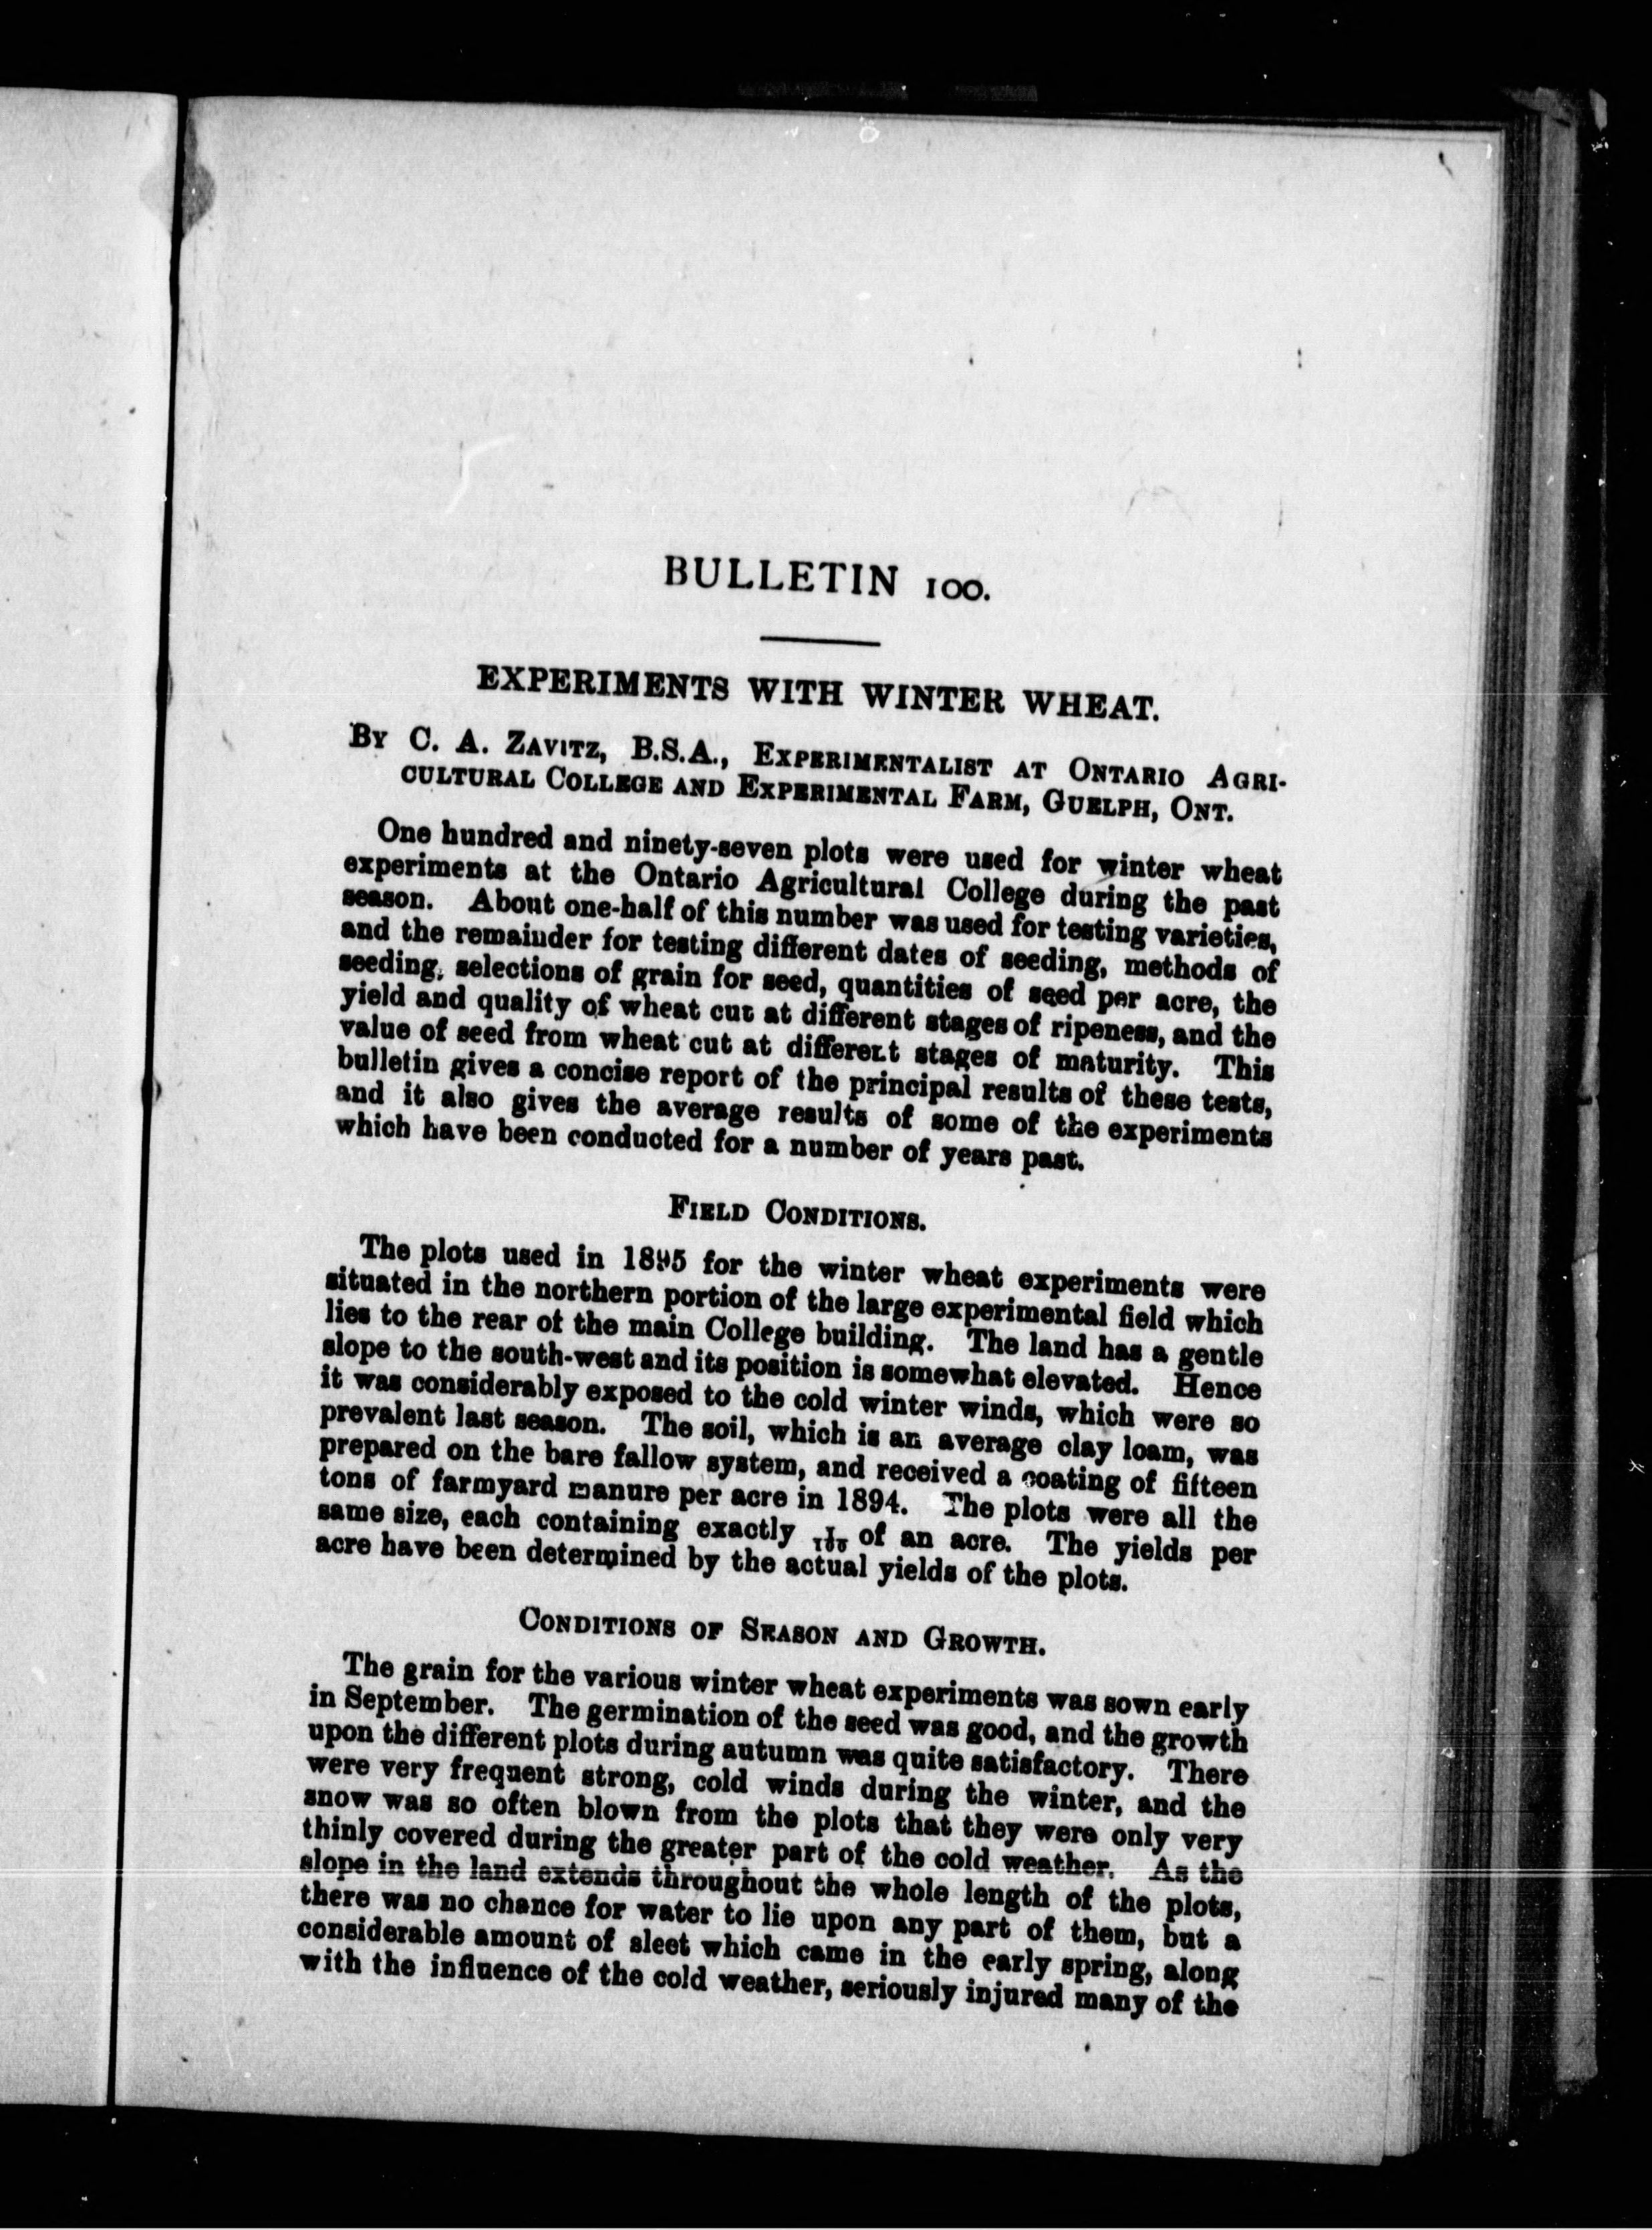 BULLETIN 100.
EXPERIMENTS WITH WINTER WHEAT.
BY C. A. ZAVITZ, B.S.A., EXPERIMENTALIST AT ONTARIO AGRI-
CULTURAL COLLEGE AND EXPERIMENTAL FARM, GUELPH, ONT.
One hundred and ninety-seven plots were used for winter wheat
experiments at the Ontario Agricultural College during the past
season. About one-half of this number was used for testing varieties,
and the remainder for testing different dates of seeding, methods of
seeding, selections of grain for seed, quantities of seed per acre, the
yield and quality of wheat cut at different stages of ripeness, and the
value of seed from wheat cut at different stages of maturity. This
bulletin gives a concise report of the principal results of these tests,
and it also gives the average results of some of the experiments
which have been conducted for a number of years past.
FIELD CONDITIONS.
The plots used in 1895 for the winter wheat experiments were
situated in the northern portion of the large experimental field which
lies to the rear of the main College building. The land has a gentle
slope to the south-west and its position is somewhat elevated. Hence
it was considerably exposed to the cold winter winds, which were so
prevalent last season. The soil, which is an average clay loam, was
prepared on the bare fallow system, and received a coating of fifteen
tons of farmyard manure per acre in 1894. The plots were all the
same size, each containing exactly 1/100 of an acre. The yields per
acre have been determined by the actual yields of the plots.
CONDITIONS OF SEASON AND GROWTH.
The grain for the various winter wheat experiments was sown early
in September. The germination of the seed was good, and the growth
upon the different plots during autumn was quite satisfactory. There
were very frequent strong, cold winds during the winter, and the
snow was so often blown from the plots that they were only very
thinly covered during the greater part of the cold weather. As the
slope in the land extends throughout the whole length of the plots,
there was no chance for water to lie upon any part of them, but a
considerable amount of sleet which came in the early spring, along
with the influence of the cold weather, seriously injured many of the